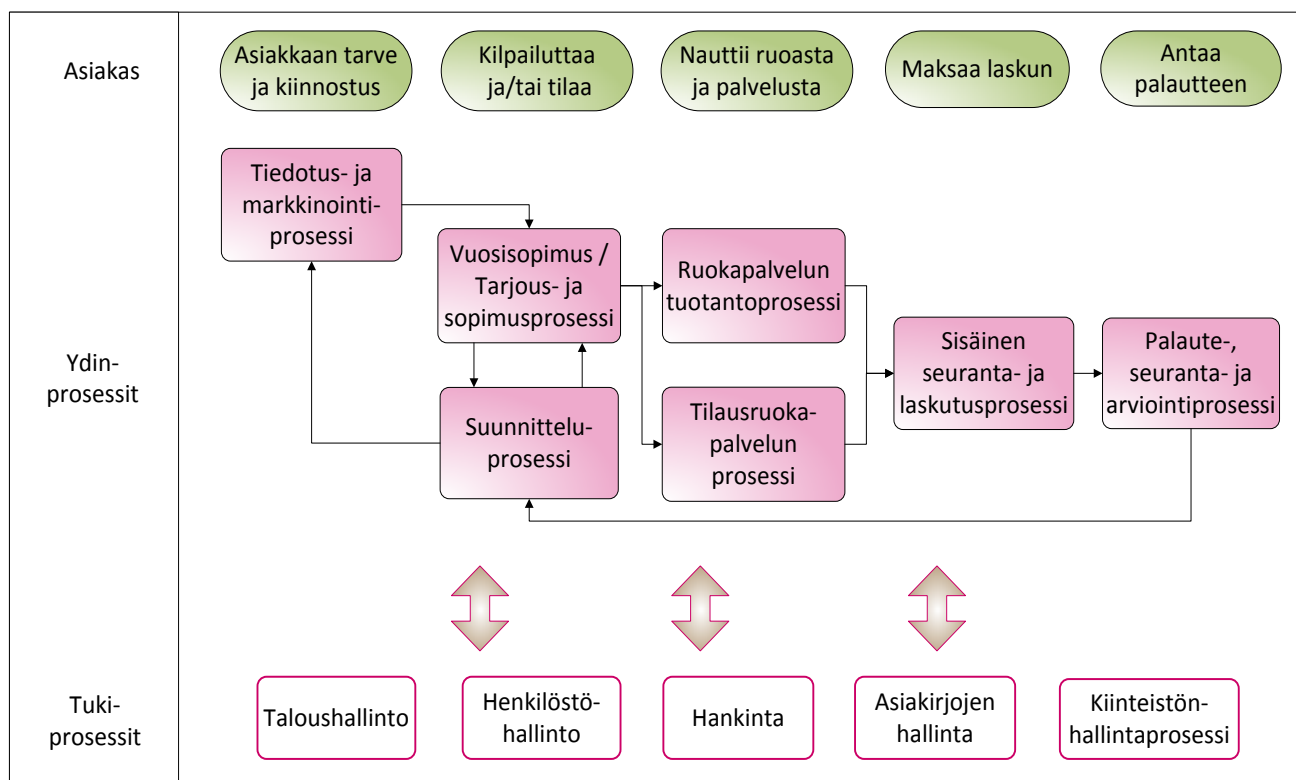 Asiakas
Asiakkaan tarve
ja kiinnostus
Kilpailuttaa
ja/tai tilaa
Nauttii ruoasta
ja palvelusta
Maksaa laskun
Antaa
palautteen
Ydin-
prosessit
Tiedotus- ja
markkinointi-
prosessi
Vuosisopimus /
Tarjous- ja
sopimusprosessi
Suunnittelu-
prosessi
Ruokapalvelun
tuotantoprosessi
Tilausruoka-
palvelun
prosessi
Sisäinen
seuranta- ja
laskutusprosessi
Palaute-,
seuranta- ja
arviointiprosessi
Tuki-
prosessit
Taloushallinto
Henkilöstö-
hallinto
Hankinta
Asiakirjojen
hallinta
Kiinteistön-
hallintaprosessi